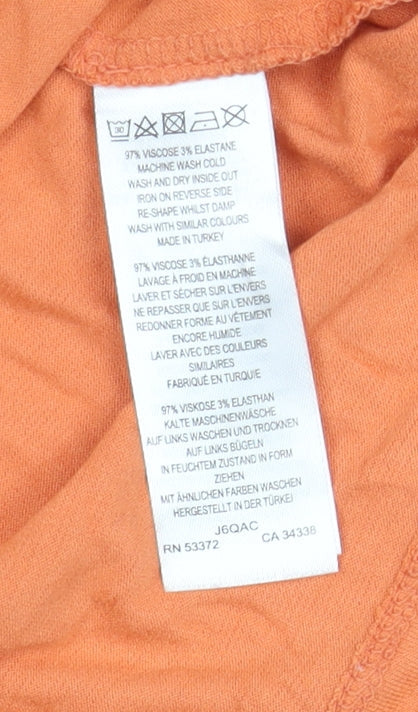 30
97% VISCOSE 3% ELASTANE
MACHINE WASH COLD
WASH AND DRY INSIDE OUT
IRON ON REVERSE SIDE
RE-SHAPE WHILST DAMP
WASH WITH SIMILAR COLOURS
MADE IN TURKEY
97% VISCOSE 3% ÉLASTHANNE
LAVAGE À FROID EN MACHINE
LAVER ET SÉCHER SUR L'ENVERS
NE REPASSER QUE SUR L'ENVERS
REDONNER FORME AU VÊTEMENT
ENCORE HUMIDE
LAVER AVEC DES COULEURS
SIMILAIRES
FABRIQUÉ EN TURQUIE
97% VISKOSE 3% ELASTHAN
KALTE MASCHINENWÄSCHE
AUF LINKS WASCHEN UND TROCKNEN
AUF LINKS BÜGELN
IN FEUCHTEM ZUSTAND IN FORM
ZIEHEN
MIT ÄHNLICHEN FARBEN WASCHEN
HERGESTELLT IN DER TÜRKEI
J6QAC
RN 53372 CA 34338